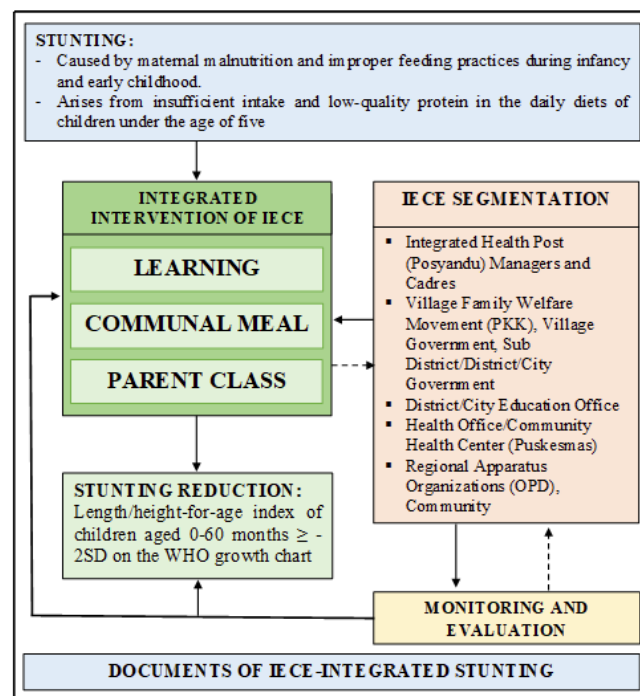 STUNTING:
- Caused by maternal malnutrition and improper feeding practices during infancy
and early childhood.
- Arises from insufficient intake and low-quality protein in the daily diets of
children under the age of five
INTEGRATED
INTERVENTION OF IECE
LEARNING
COMMUNAL MEAL
PARENT CLASS
IECE SEGMENTATION
▪ Integrated Health Post
(Posyandu) Managers and
Cadres
▪ Village Family Welfare
Movement (PKK), Village
Government, Sub
District/District/City
Government
▪ District/City Education Office
▪ Health Office/Community
Health Center (Puskesmas)
▪ Regional Apparatus
Organizations (OPD),
Community
STUNTING REDUCTION:
Length/height-for-age index of
children aged 0-60 months ≥ -
2SD on the WHO growth chart
MONITORING AND
EVALUATION
DOCUMENTS OF IECE-INTEGRATED STUNTING